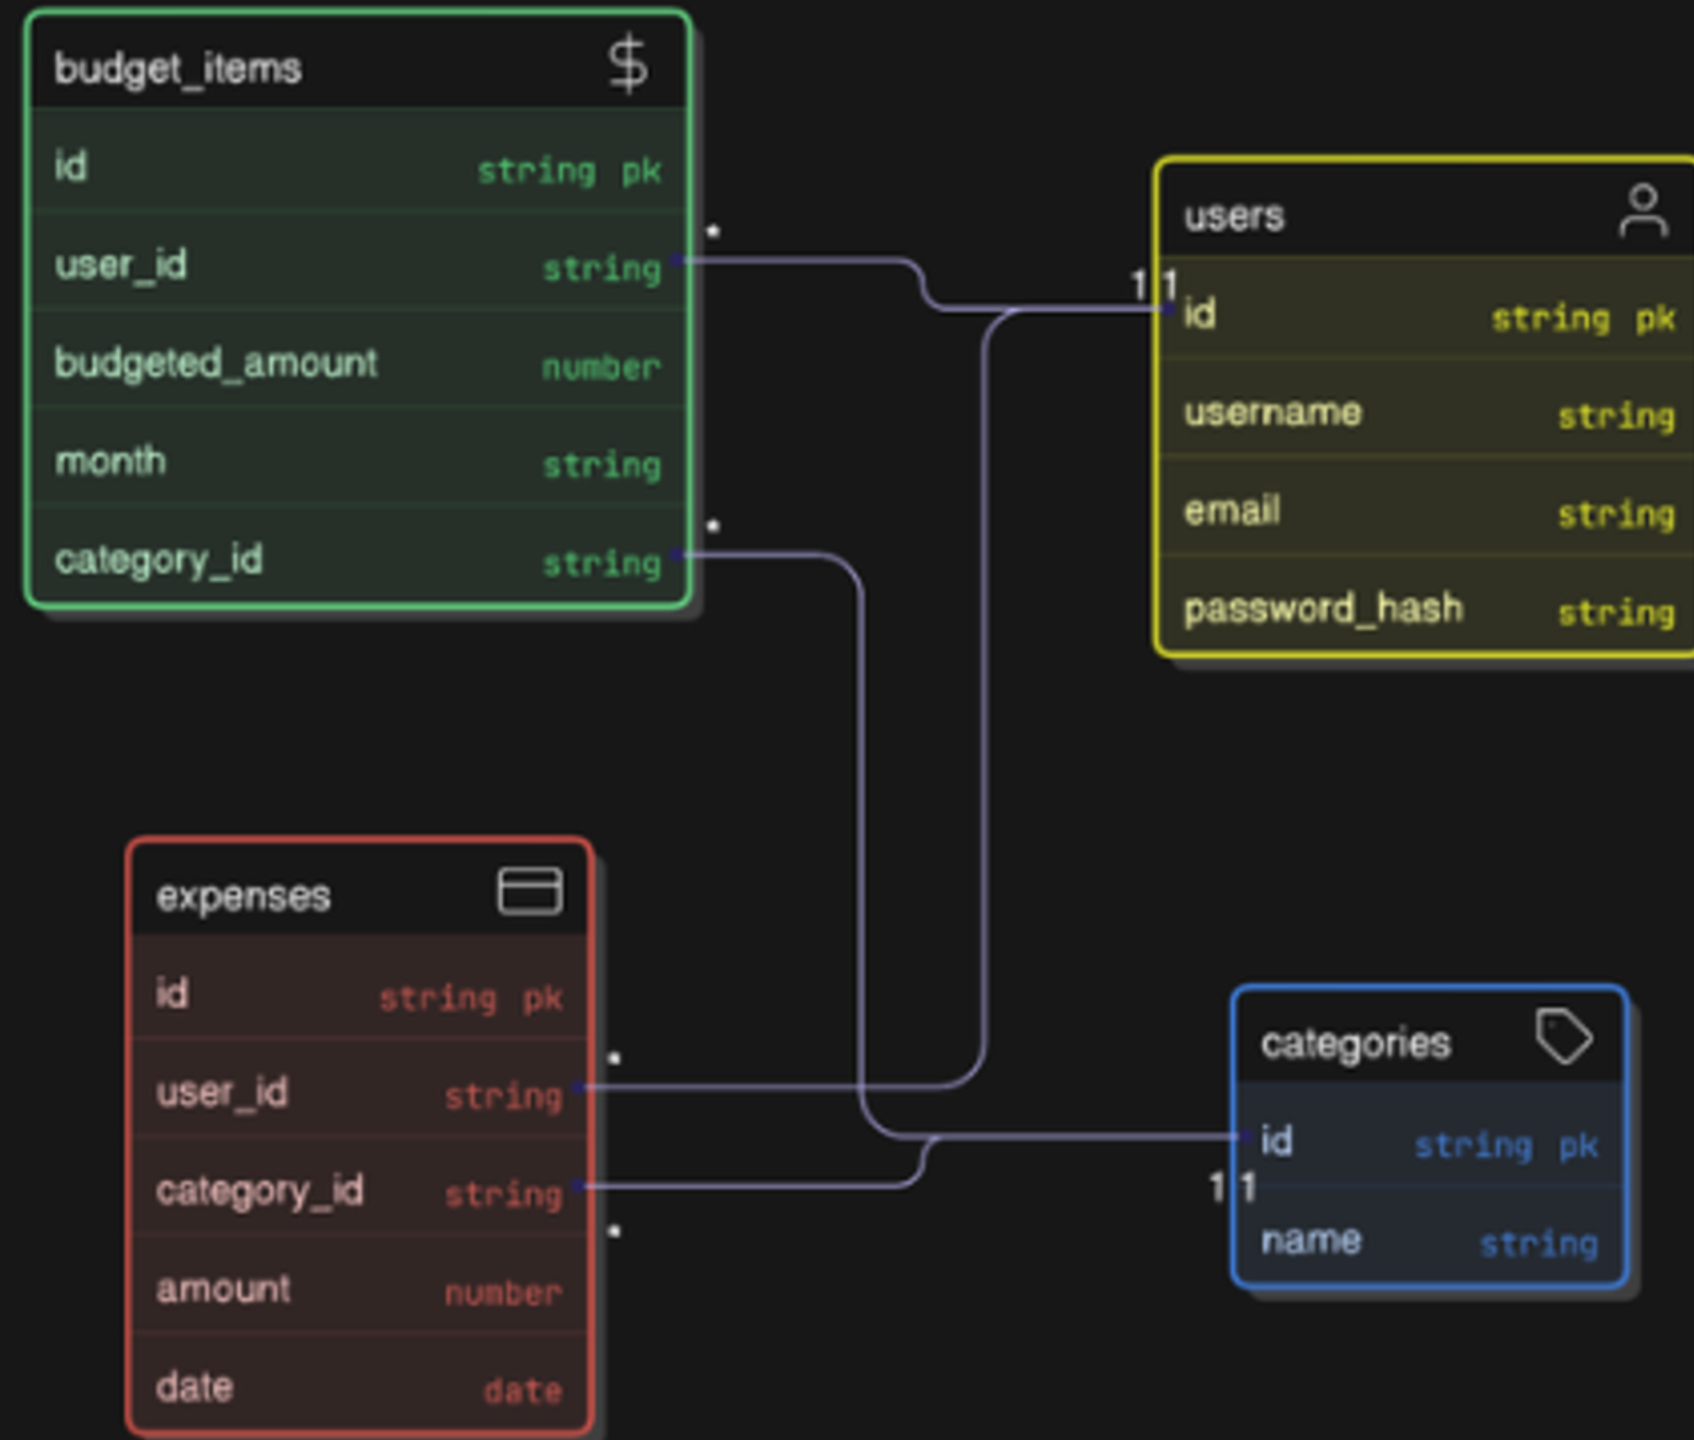 budget_items $
id string pk
user_id string
budgeted_amount number
month string
category_id string
users
1 1
id string pk
username string
email string
password_hash string
expenses
id string pk
user_id string
category_id string
amount number
date date
categories
id string pk
1 1
name string